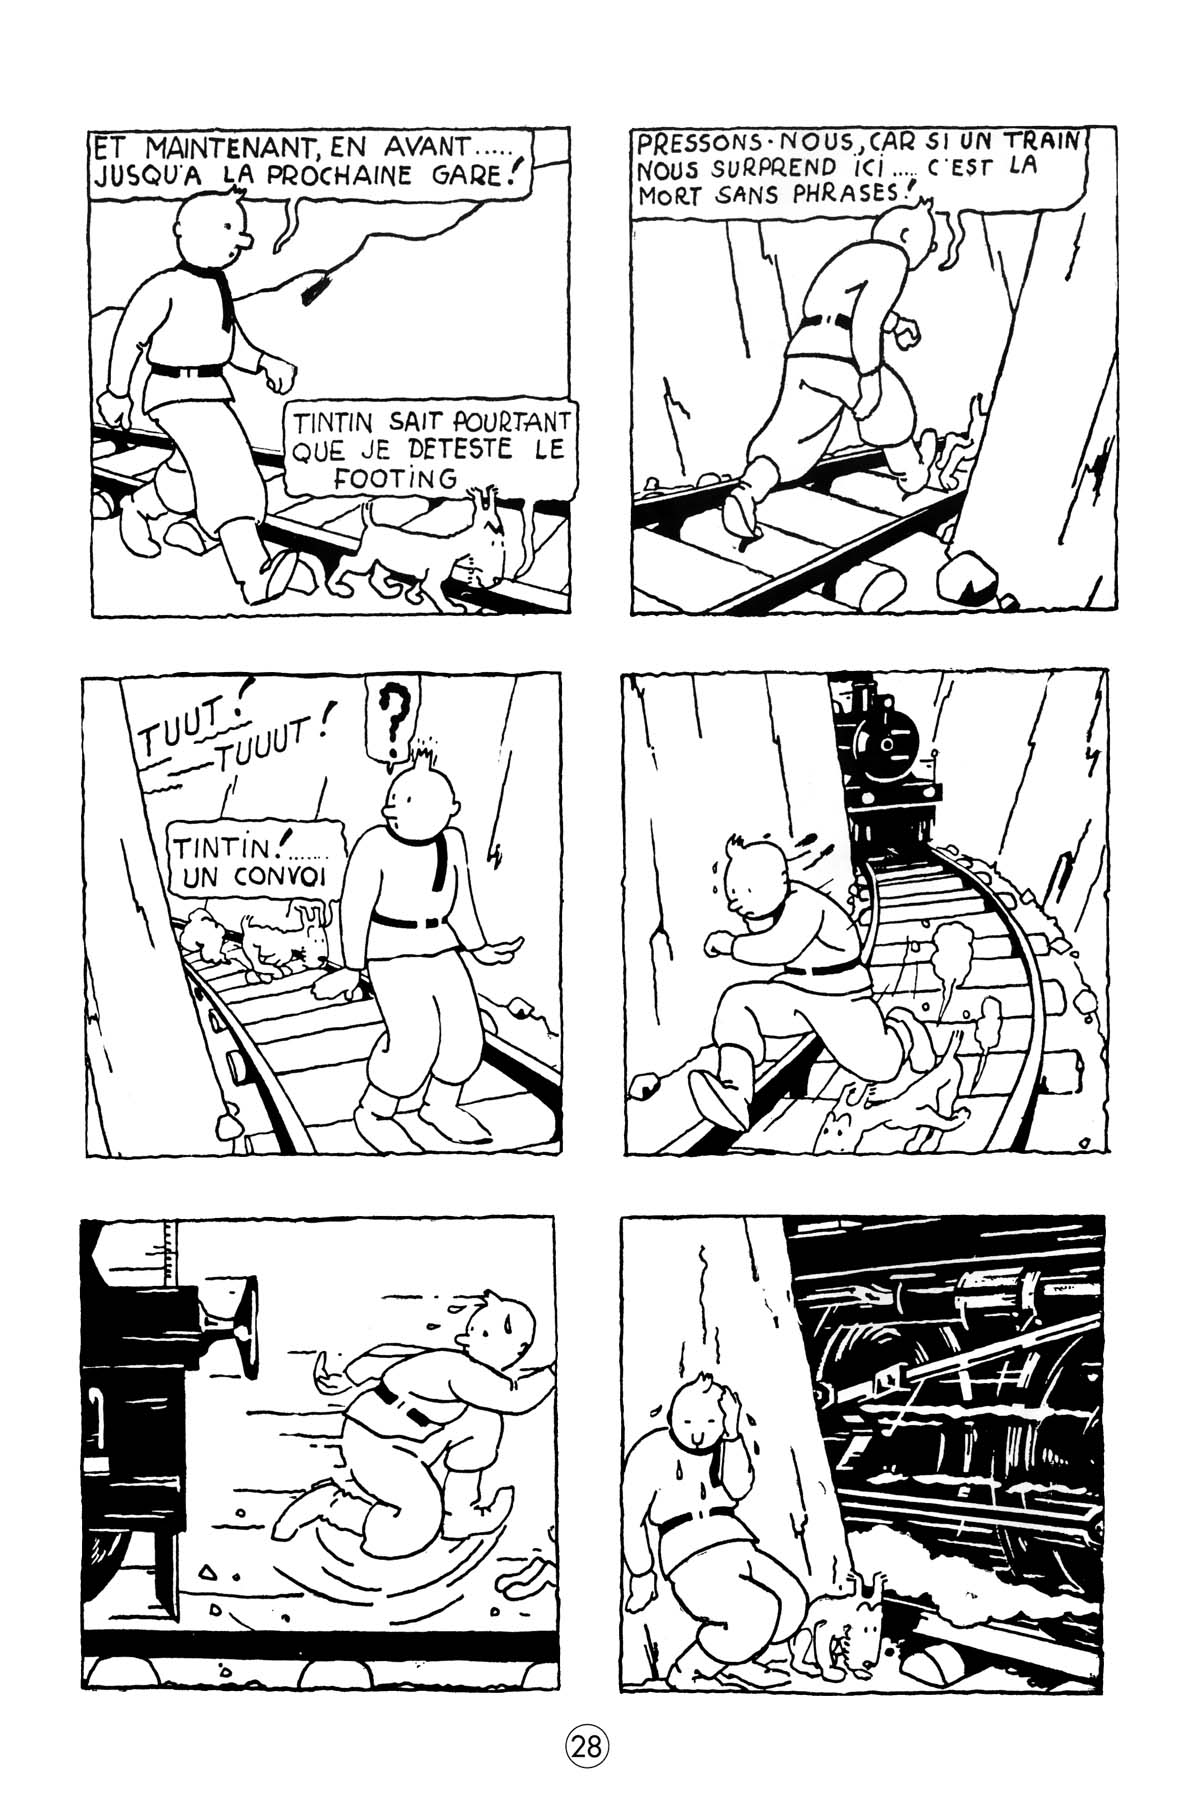 ET MAINTENANT, EN AVANT.....
JUSQU'A LA PROCHAINE GARE!
TINTIN SAIT POURTANT
QUE JE DETESTE LE
FOOTING
PRESSONS-NOUS, CAR SI UN TRAIN
NOUS SURPREND ICI..... C'EST LA
MORT SANS PHRASES!
TUUT!
TUUUT!
?
TINTIN!.......
UN CONVOI
28